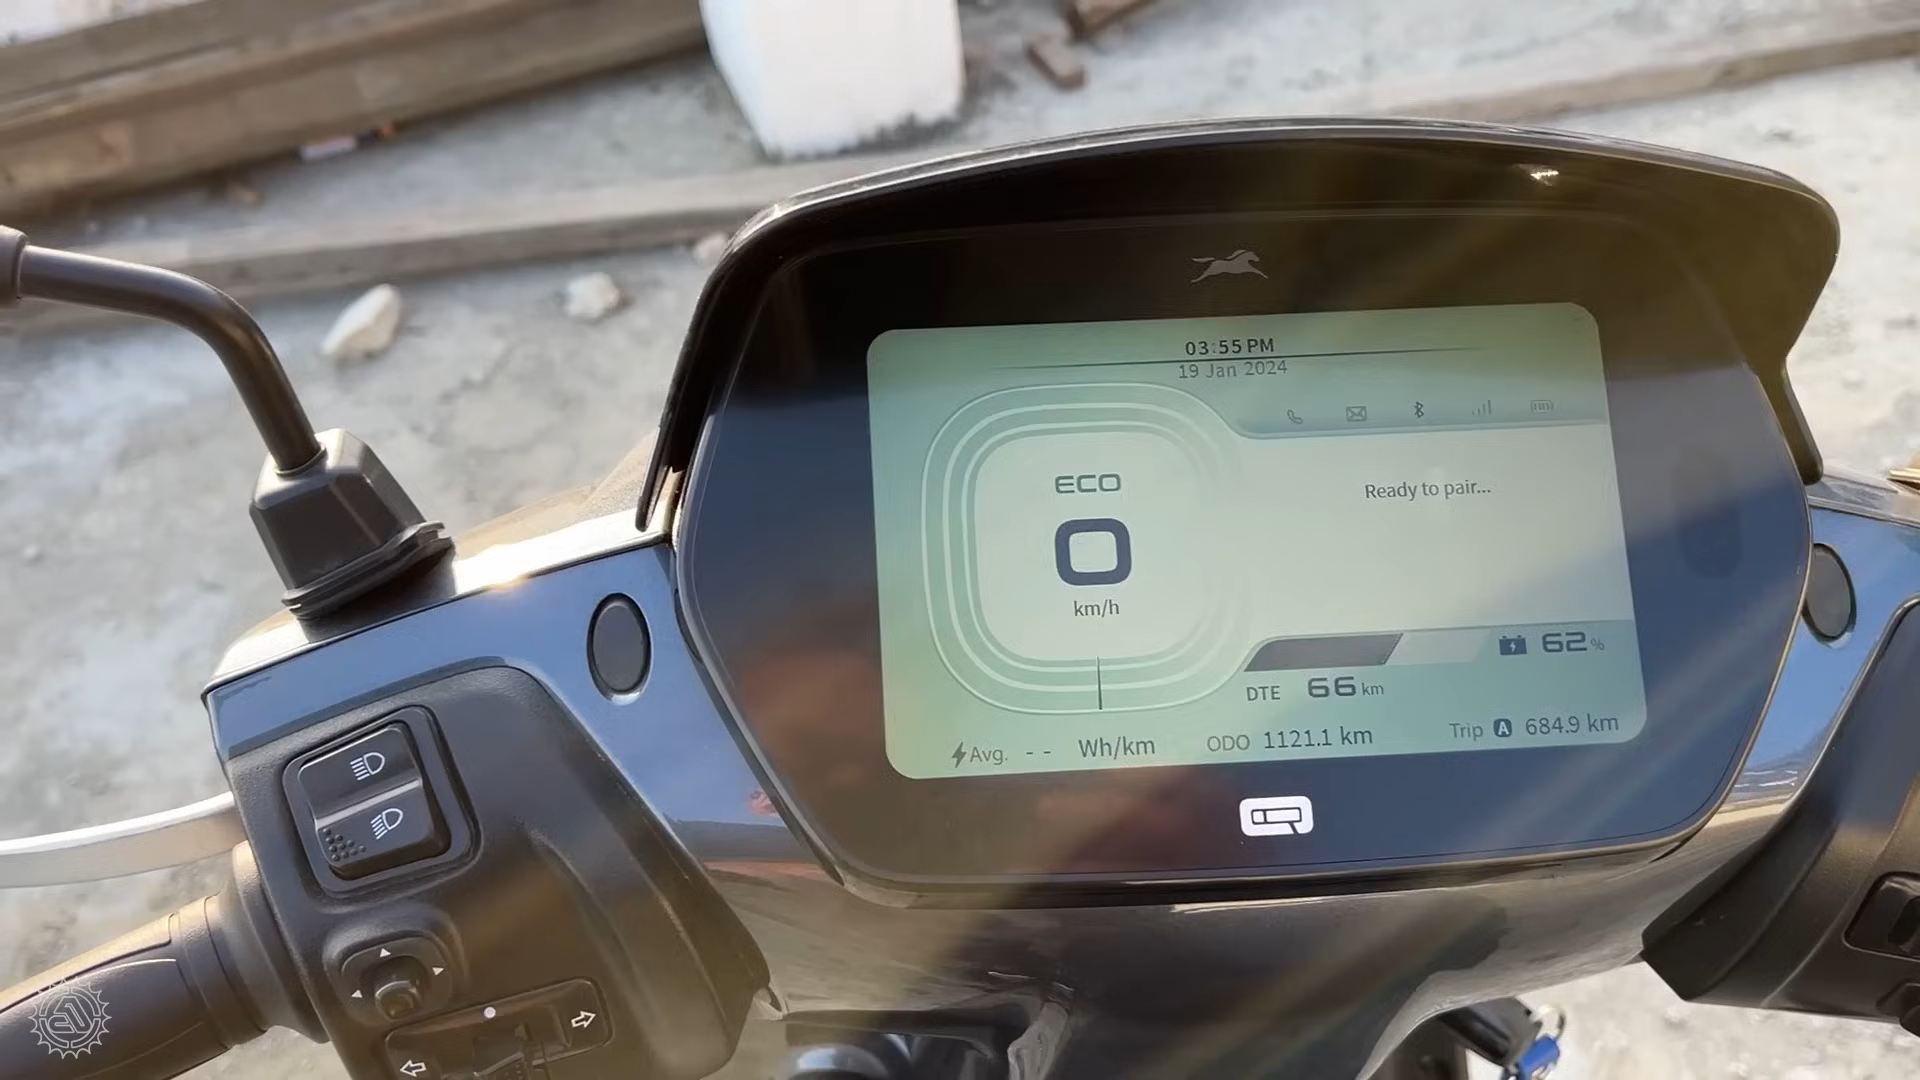 03:55 PM
19 Jan 2024
ECO
0
km/h
Ready to pair...
62 %
DTE 66 km
Avg. -- Wh/km
ODO 1121.1 km
Trip A 684.9 km